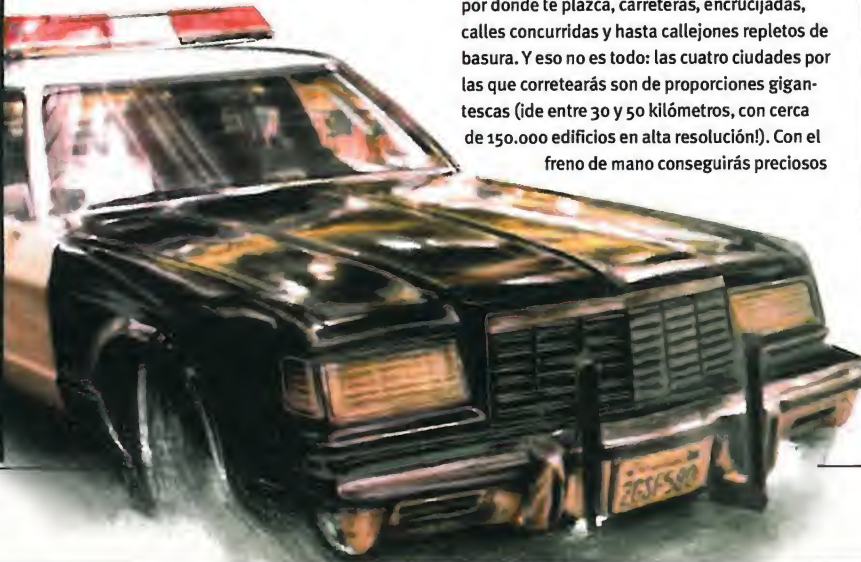 por donde te plazca, carreteras, encrucijadas,
calles concurridas y hasta callejones repletos de
basura. Y eso no es todo: las cuatro ciudades por
las que corretearás son de proporciones gigan-
tescas (¡de entre 30 y 50 kilómetros, con cerca
de 150.000 edificios en alta resolución!). Con el
freno de mano conseguirás preciosos